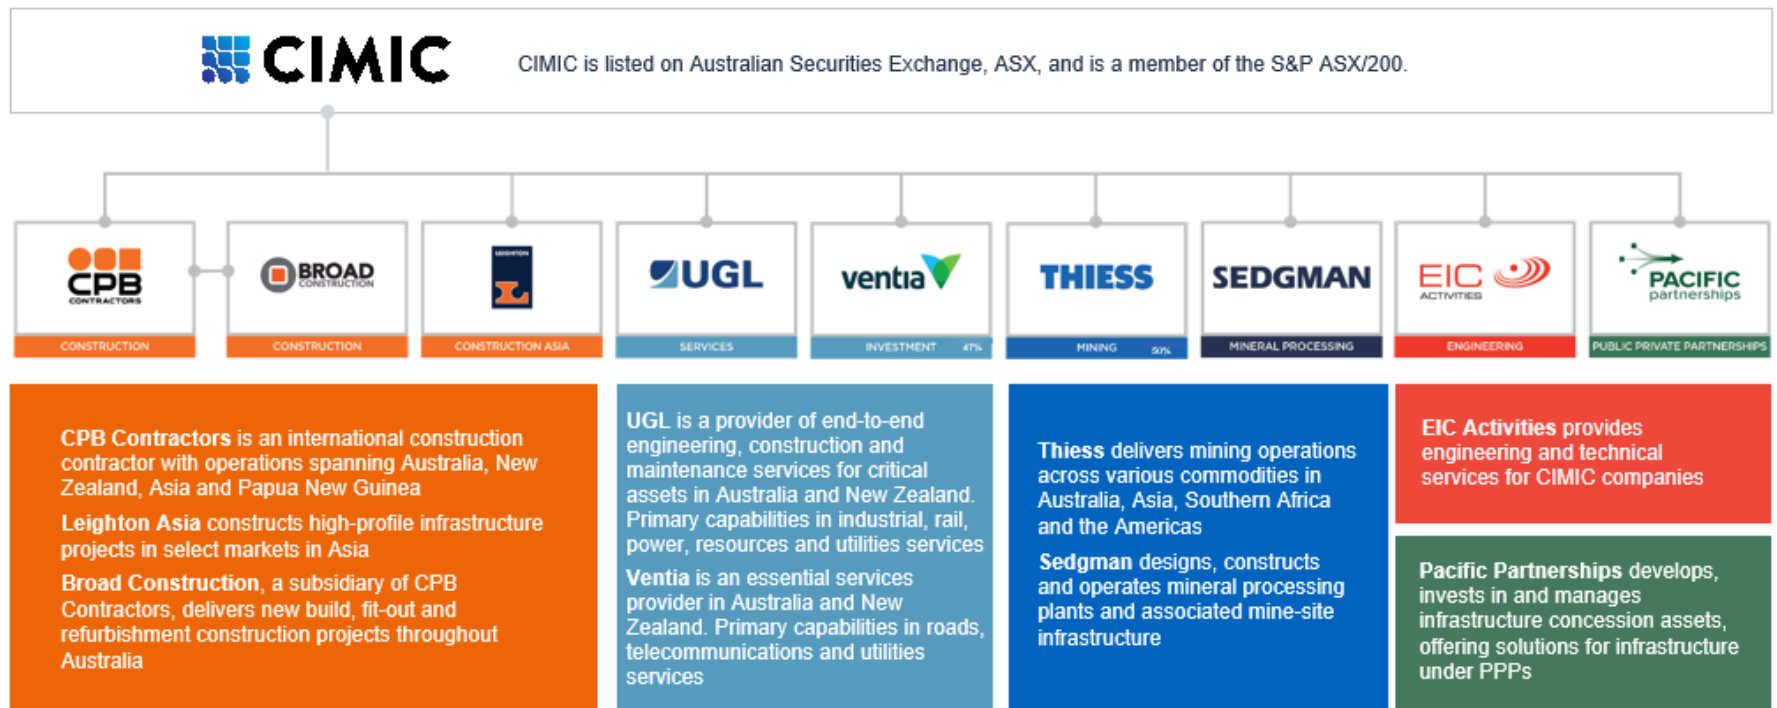 CIMIC
CIMIC is listed on Australian Securities Exchange, ASX, and is a member of the S&P ASX/200.
CPB
CONTRACTORS
CONSTRUCTION
BROAD
CONSTRUCTION
CONSTRUCTION
LEIGHTON
CONSTRUCTION ASIA
UGL
SERVICES
ventia
INVESTMENT 47%
THIESS
MINING 50%
SEDGMAN
MINERAL PROCESSING
EIC
ACTIVITIES
ENGINEERING
PACIFIC
partnerships
PUBLIC PRIVATE PARTNERSHIPS
CPB Contractors is an international construction
contractor with operations spanning Australia, New
Zealand, Asia and Papua New Guinea
Leighton Asia constructs high-profile infrastructure
projects in select markets in Asia
Broad Construction, a subsidiary of CPB
Contractors, delivers new build, fit-out and
refurbishment construction projects throughout
Australia
UGL is a provider of end-to-end
engineering, construction and
maintenance services for critical
assets in Australia and New Zealand.
Primary capabilities in industrial, rail,
power, resources and utilities services
Ventia is an essential services
provider in Australia and New
Zealand. Primary capabilities in roads,
telecommunications and utilities
services
Thiess delivers mining operations
across various commodities in
Australia, Asia, Southern Africa
and the Americas
Sedgman designs, constructs
and operates mineral processing
plants and associated mine-site
infrastructure
EIC Activities provides
engineering and technical
services for CIMIC companies
Pacific Partnerships develops,
invests in and manages
infrastructure concession assets,
offering solutions for infrastructure
under PPPs